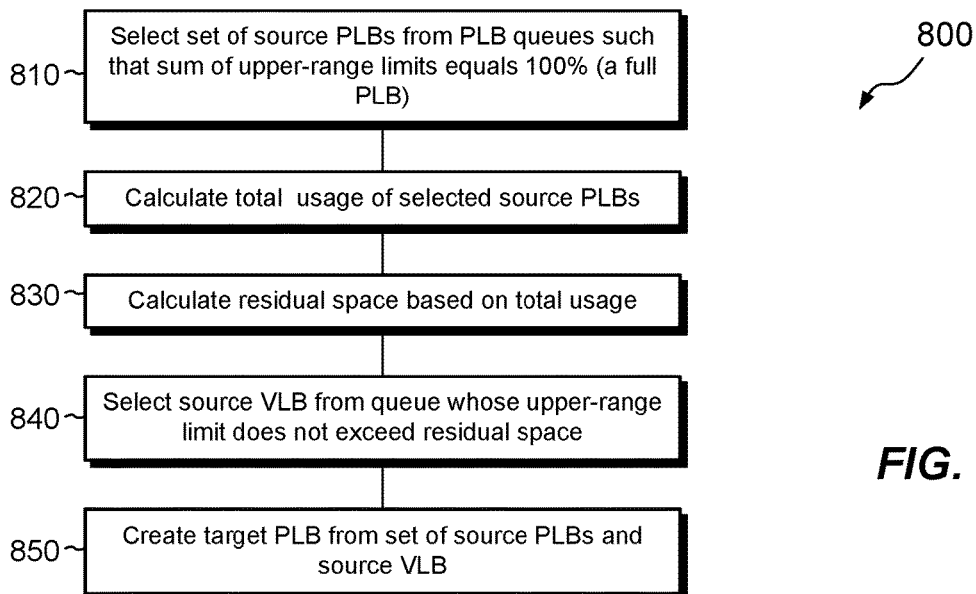 Select set of source PLBs from PLB queues such
that sum of upper-range limits equals 100% (a full
PLB)
810
800
Calculate total usage of selected source PLBs
820
Calculate residual space based on total usage
830
Select source VLB from queue whose upper-range
limit does not exceed residual space
840
FIG.
Create target PLB from set of source PLBs and
source VLB
850